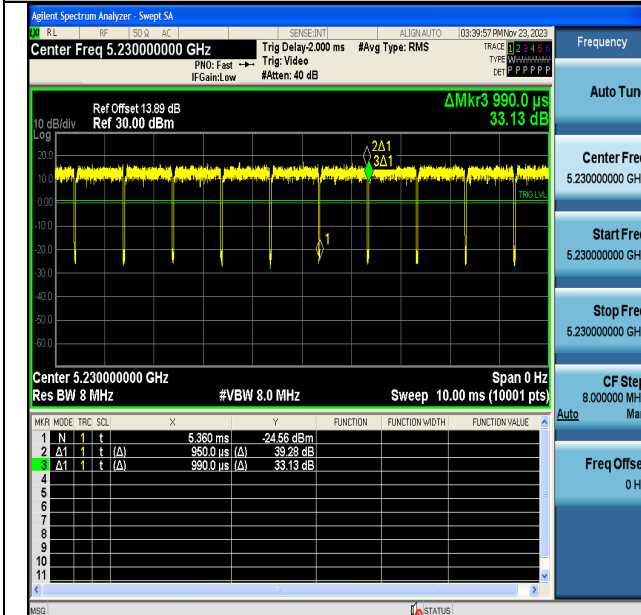 Agilent Spectrum Analyzer - Swept SA
LXI RL RF 50 Ω AC SENSE:INT ALIGN AUTO 03:39:57 PM Nov 23, 2023
Center Freq 5.230000000 GHz Trig Delay-2.000 ms #Avg Type: RMS TRACE 1 2 3 4 5 6
PNO: Fast Trig: Video TYPE
IFGain:Low #Atten: 40 dB DET P P P P P P
Frequency
ΔMkr3 990.0 µs
33.13 dB
Ref Offset 13.89 dB
10 dB/div Ref 30.00 dBm
Log
20.0
10.0
0.00
-10.0
-20.0
-30.0
-40.0
-50.0
-60.0
2Δ1
3Δ1
TRIG LVL
1
Center 5.230000000 GHz Span 0 Hz
Res BW 8 MHz #VBW 8.0 MHz Sweep 10.00 ms (10001 pts)
MKR MODE TRC SCL X Y FUNCTION FUNCTION WIDTH FUNCTION VALUE
1 N 1 t 5.360 ms -24.56 dBm
2 Δ1 1 t (Δ) 950.0 µs (Δ) 39.28 dB
3 Δ1 1 t (Δ) 990.0 µs (Δ) 33.13 dB
4
5
6
7
8
9
10
11
MSG STATUS
Auto Tun
Center Fre
5.230000000 GH
Start Fre
5.230000000 GH
Stop Fre
5.230000000 GH
CF Ste
8.000000 MH
Auto Ma
Freq Offse
0 H